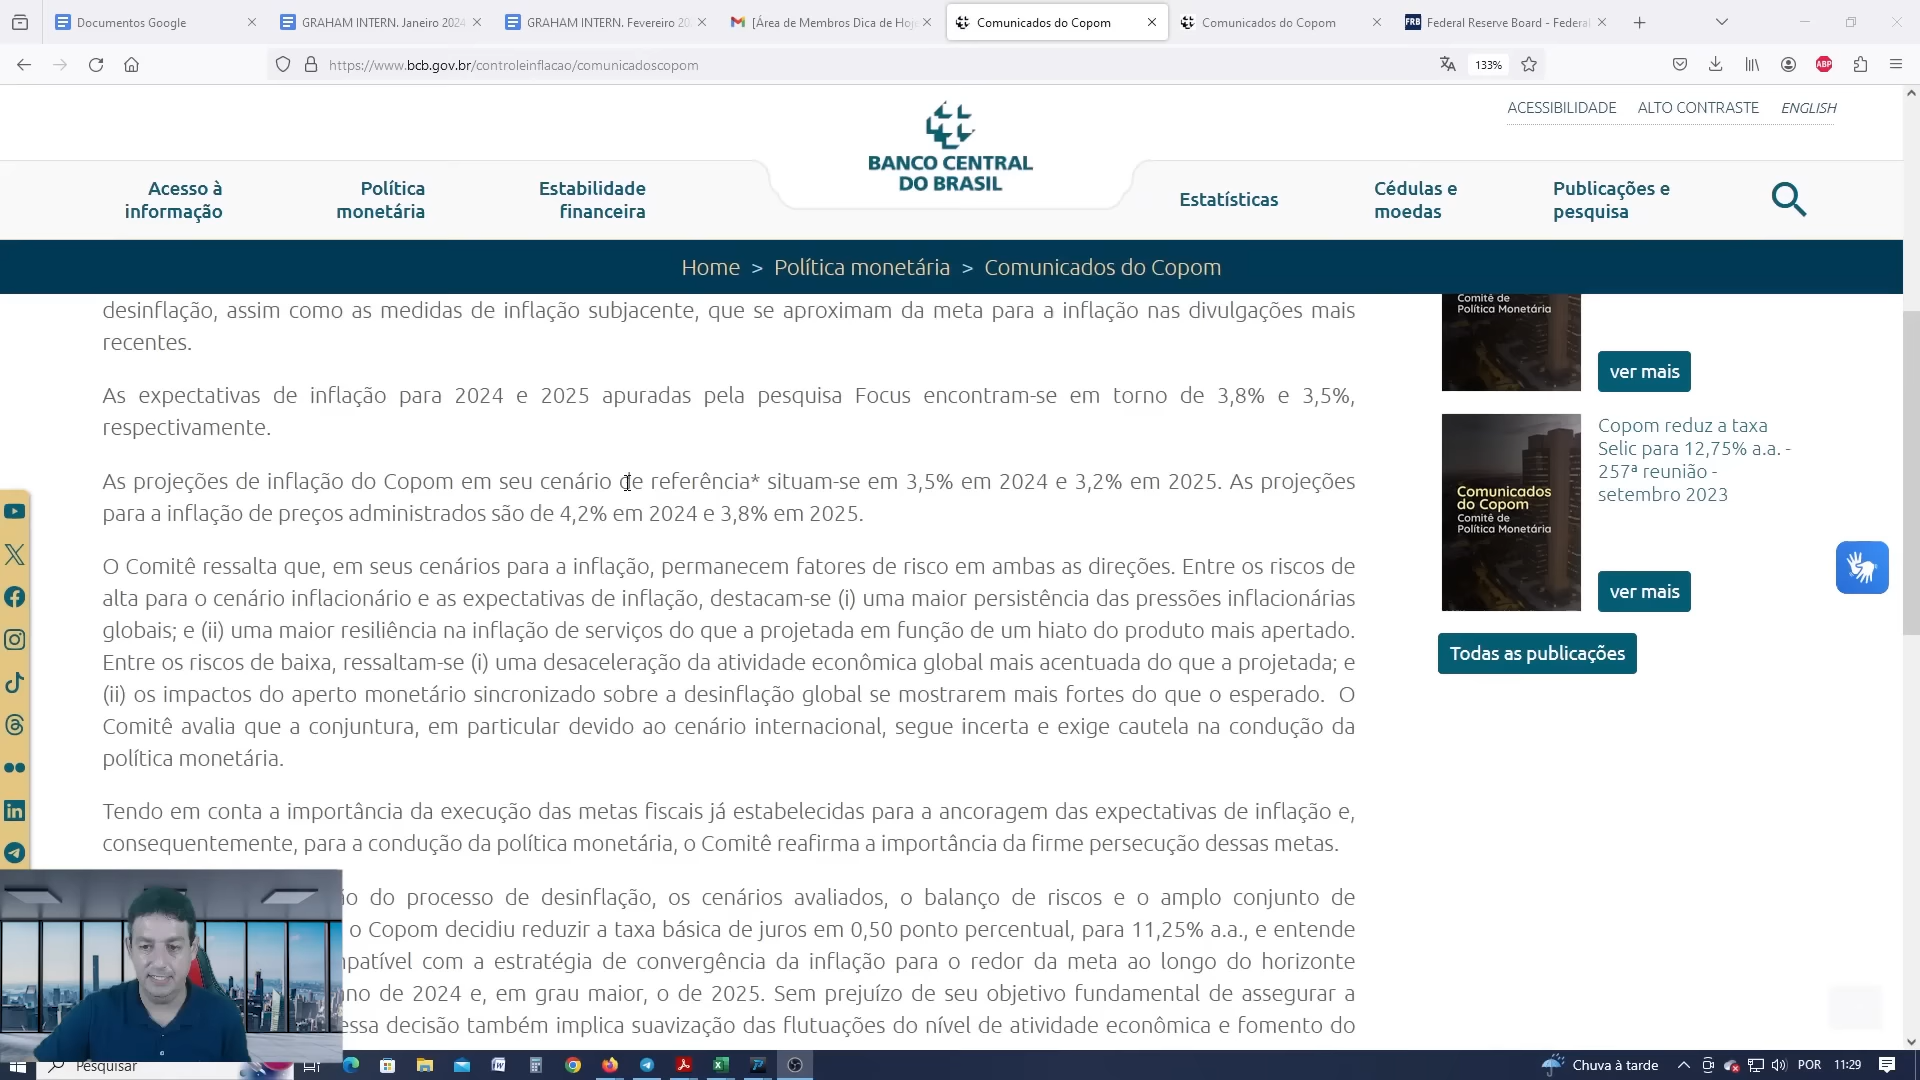 Documentos Google
GRAHAM INTERN. Janeiro 2024
GRAHAM INTERN. Fevereiro 20
[Área de Membros Dica de Hoj
Comunicados do Copom
Comunicados do Copom
FRB
Federal Reserve Board - Federal
https://www.bcb.gov.br/controleinflacao/comunicadoscopom
133%
ABP
ACESSIBILIDADE ALTO CONTRASTE ENGLISH
BANCO CENTRAL
DO BRASIL
Acesso à
informação
Política
monetária
Estabilidade
financeira
Estatísticas
Cédulas e
moedas
Publicações e
pesquisa
Home > Política monetária > Comunicados do Copom
desinflação, assim como as medidas de inflação subjacente, que se aproximam da meta para a inflação nas divulgações mais
recentes.
As expectativas de inflação para 2024 e 2025 apuradas pela pesquisa Focus encontram-se em torno de 3,8% e 3,5%,
respectivamente.
As projeções de inflação do Copom em seu cenário de referência* situam-se em 3,5% em 2024 e 3,2% em 2025. As projeções
para a inflação de preços administrados são de 4,2% em 2024 e 3,8% em 2025.
O Comitê ressalta que, em seus cenários para a inflação, permanecem fatores de risco em ambas as direções. Entre os riscos de
alta para o cenário inflacionário e as expectativas de inflação, destacam-se (i) uma maior persistência das pressões inflacionárias
globais; e (ii) uma maior resiliência na inflação de serviços do que a projetada em função de um hiato do produto mais apertado.
Entre os riscos de baixa, ressaltam-se (i) uma desaceleração da atividade econômica global mais acentuada do que a projetada; e
(ii) os impactos do aperto monetário sincronizado sobre a desinflação global se mostrarem mais fortes do que o esperado. O
Comitê avalia que a conjuntura, em particular devido ao cenário internacional, segue incerta e exige cautela na condução da
política monetária.
Tendo em conta a importância da execução das metas fiscais já estabelecidas para a ancoragem das expectativas de inflação e,
consequentemente, para a condução da política monetária, o Comitê reafirma a importância da firme persecução dessas metas.
ão do processo de desinflação, os cenários avaliados, o balanço de riscos e o amplo conjunto de
o Copom decidiu reduzir a taxa básica de juros em 0,50 ponto percentual, para 11,25% a.a., e entende
mpatível com a estratégia de convergência da inflação para o redor da meta ao longo do horizonte
ano de 2024 e, em grau maior, o de 2025. Sem prejuízo de seu objetivo fundamental de assegurar a
essa decisão também implica suavização das flutuações do nível de atividade econômica e fomento do
Comitê de
Política Monetária
ver mais
Comunicados
do Copom
Comitê de
Política Monetária
Copom reduz a taxa
Selic para 12,75% a.a. -
257ª reunião -
setembro 2023
ver mais
Todas as publicações
Pesquisar
Chuva à tarde
POR
11:29